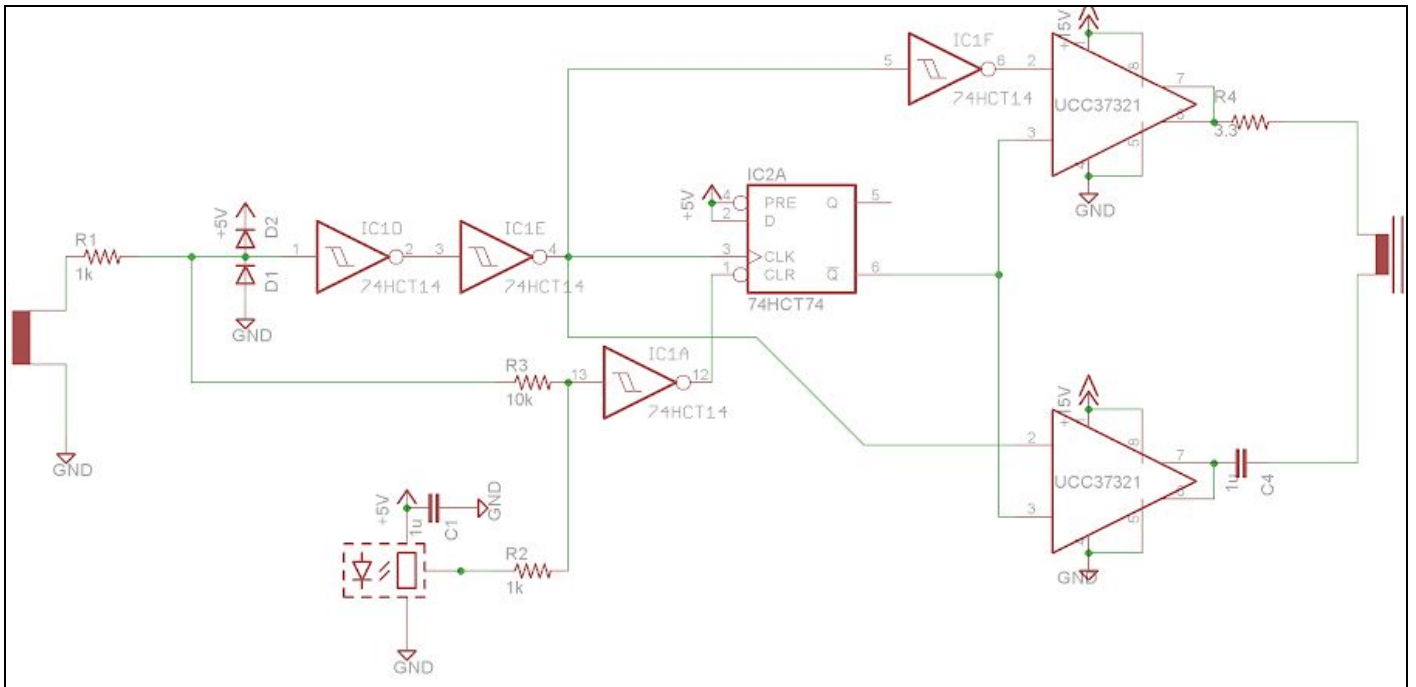 +15V
IC1F
5
6
2
1
8
7
74HCT14
UCC37321
R4
3.3
3
5
GND
IC2A
+5V
4
PRE
Q
5
2
D
3
CLK
1
CLR
Q
6
74HCT74
R1
1k
+5V
D2
D1
GND
1
IC1D
2
74HCT14
3
IC1E
4
74HCT14
GND
R3
10k
13
IC1A
12
74HCT14
+5V
1u
C1
GND
R2
1k
GND
+15V
2
8
7
UCC37321
3
5
6
1u
C4
GND